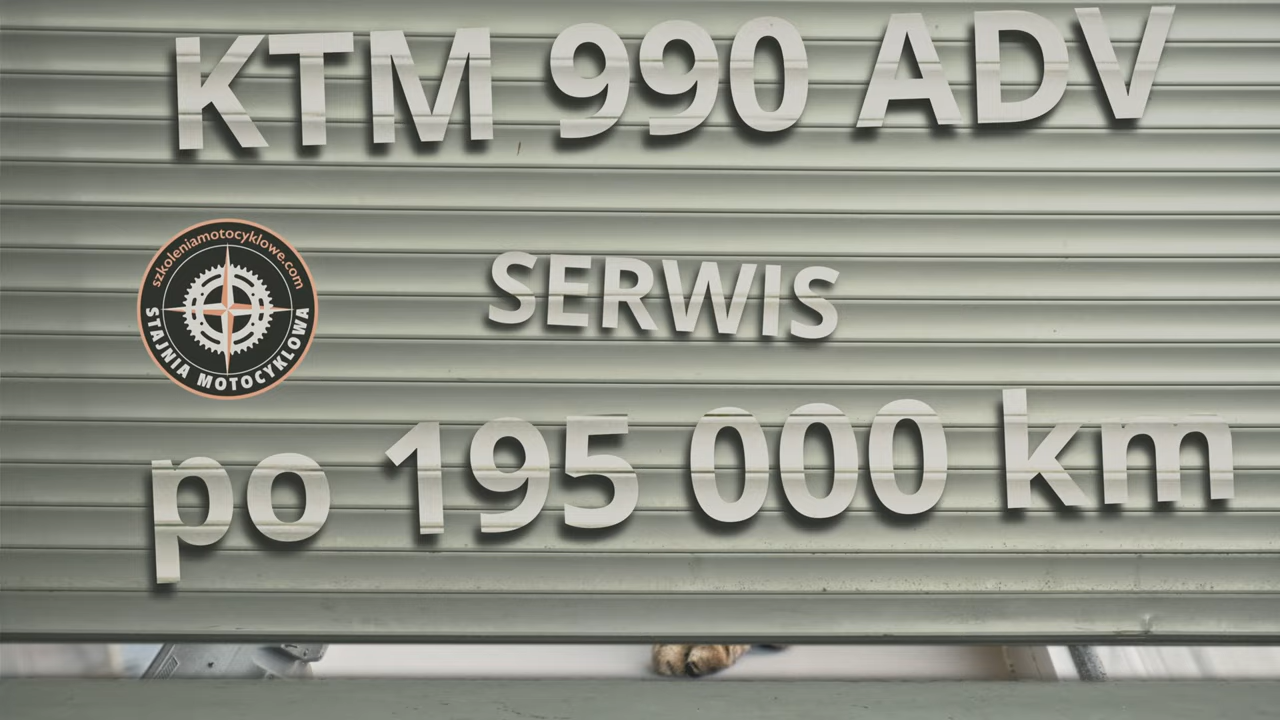 KTM 990 ADV
szkoleniamotocyklowe.com
STAJNIA MOTOCYKLOWA
SERWIS
po 195 000 km